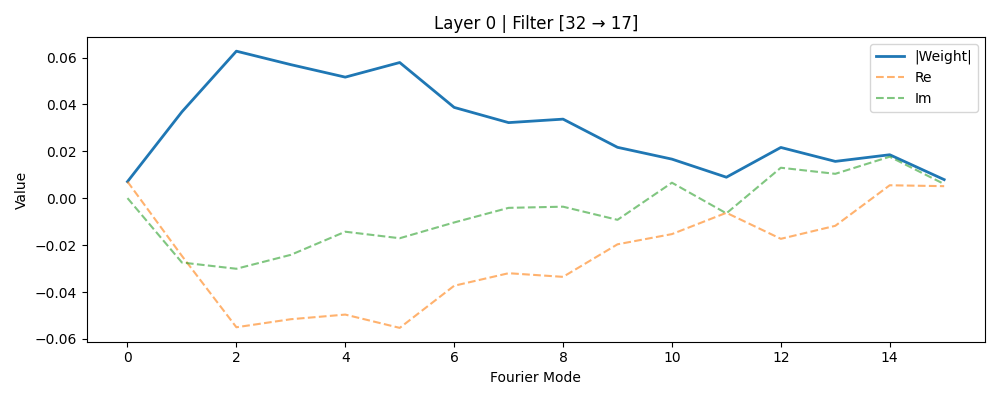 Layer 0 | Filter [32 → 17]
|Weight|
Re
Im
0.06
0.04
0.02
0.00
−0.02
−0.04
−0.06
Value
0 2 4 6 8 10 12 14
Fourier Mode